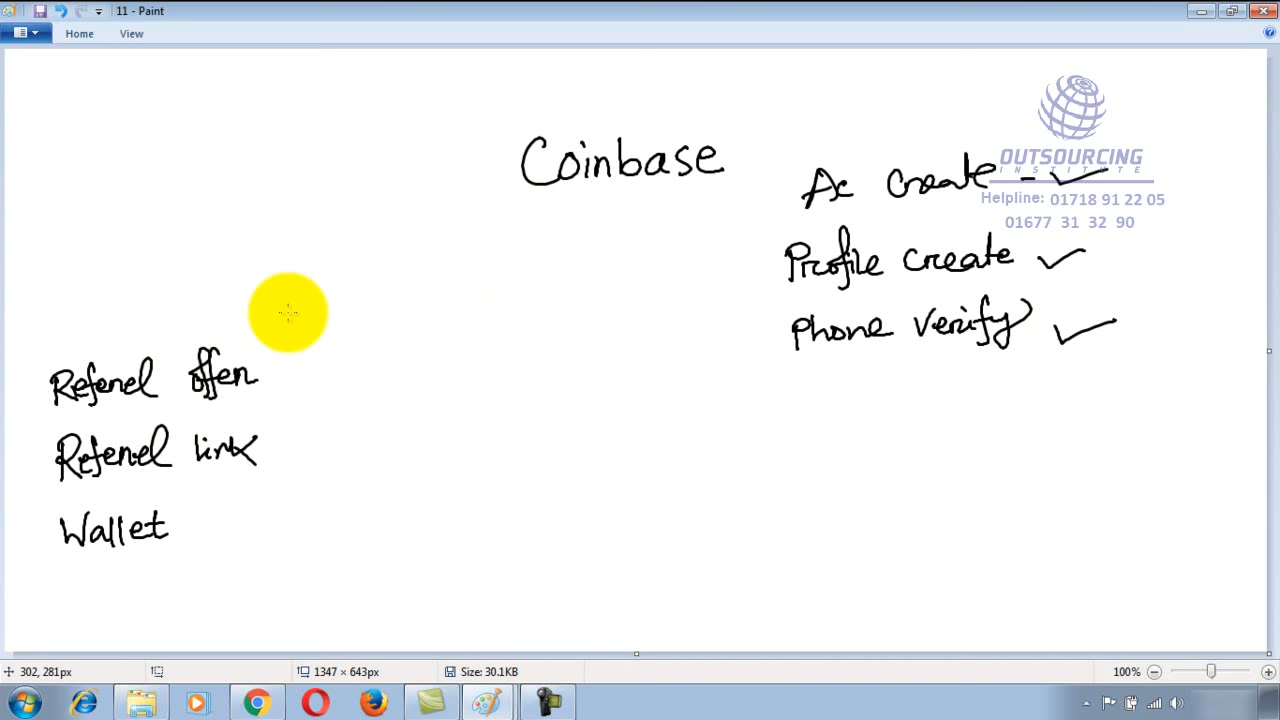 11 - Paint
Home View
Coinbase
OUTSOURCING
INSTITUTE
Helpline: 01718 91 22 05
01677 31 32 90
Ac create -
Profile create
Phone Verify
Referel offer
Referel link
Wallet
302, 281px 1347 × 643px Size: 30.1KB 100%